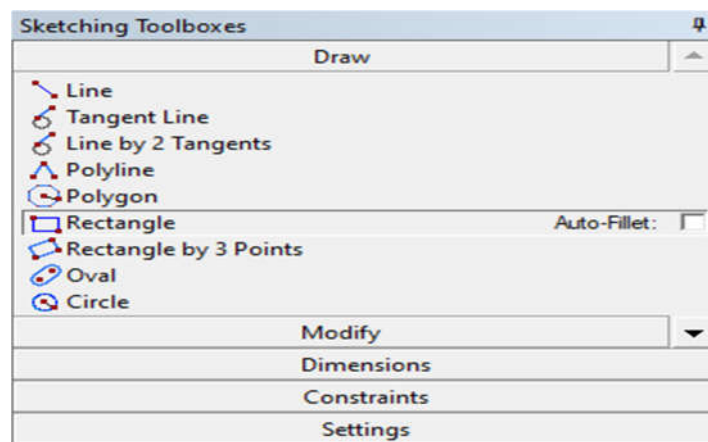 Sketching Toolboxes
Draw
Line
Tangent Line
Line by 2 Tangents
Polyline
Polygon
Rectangle Auto-Fillet:
Rectangle by 3 Points
Oval
Circle
Modify
Dimensions
Constraints
Settings